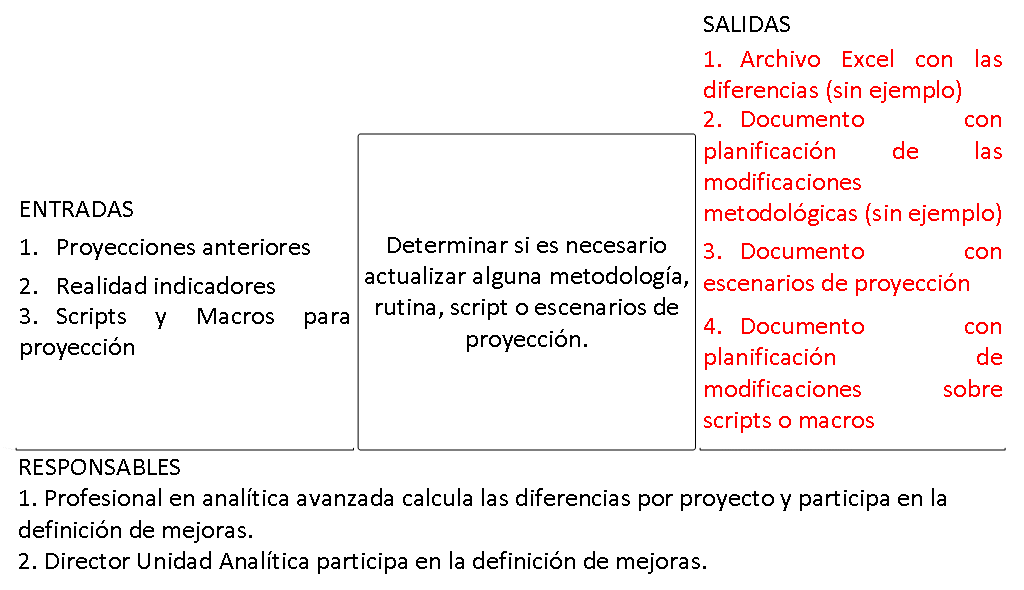 ENTRADAS
1. Proyecciones anteriores
2. Realidad indicadores
3. Scripts y Macros para
proyección
Determinar si es necesario
actualizar alguna metodología,
rutina, script o escenarios de
proyección.
SALIDAS
1. Archivo Excel con las
diferencias (sin ejemplo)
2. Documento con
planificación de las
modificaciones
metodológicas (sin ejemplo)
3. Documento con
escenarios de proyección
4. Documento con
planificación de
modificaciones sobre
scripts o macros
RESPONSABLES
1. Profesional en analítica avanzada calcula las diferencias por proyecto y participa en la
definición de mejoras.
2. Director Unidad Analítica participa en la definición de mejoras.